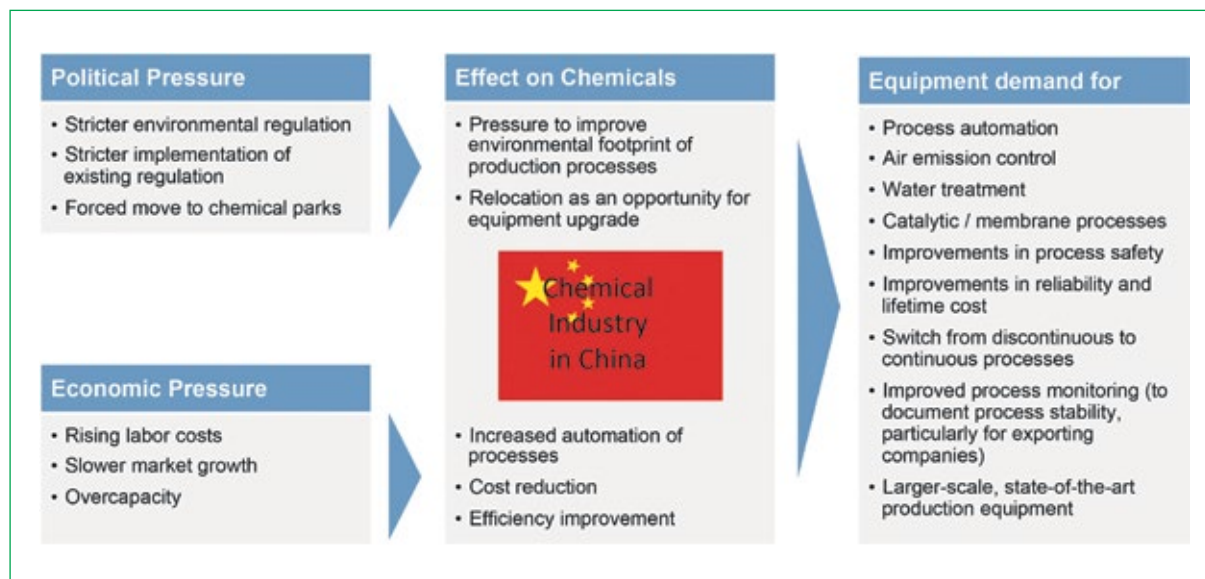 Political Pressure
• Stricter environmental regulation
• Stricter implementation of
existing regulation
• Forced move to chemical parks
Economic Pressure
• Rising labor costs
• Slower market growth
• Overcapacity
Effect on Chemicals
• Pressure to improve
environmental footprint of
production processes
• Relocation as an opportunity for
equipment upgrade
Chemical
Industry
in China
• Increased automation of
processes
• Cost reduction
• Efficiency improvement
Equipment demand for
• Process automation
• Air emission control
• Water treatment
• Catalytic / membrane processes
• Improvements in process safety
• Improvements in reliability and
lifetime cost
• Switch from discontinuous to
continuous processes
• Improved process monitoring (to
document process stability,
particularly for exporting
companies)
• Larger-scale, state-of-the-art
production equipment